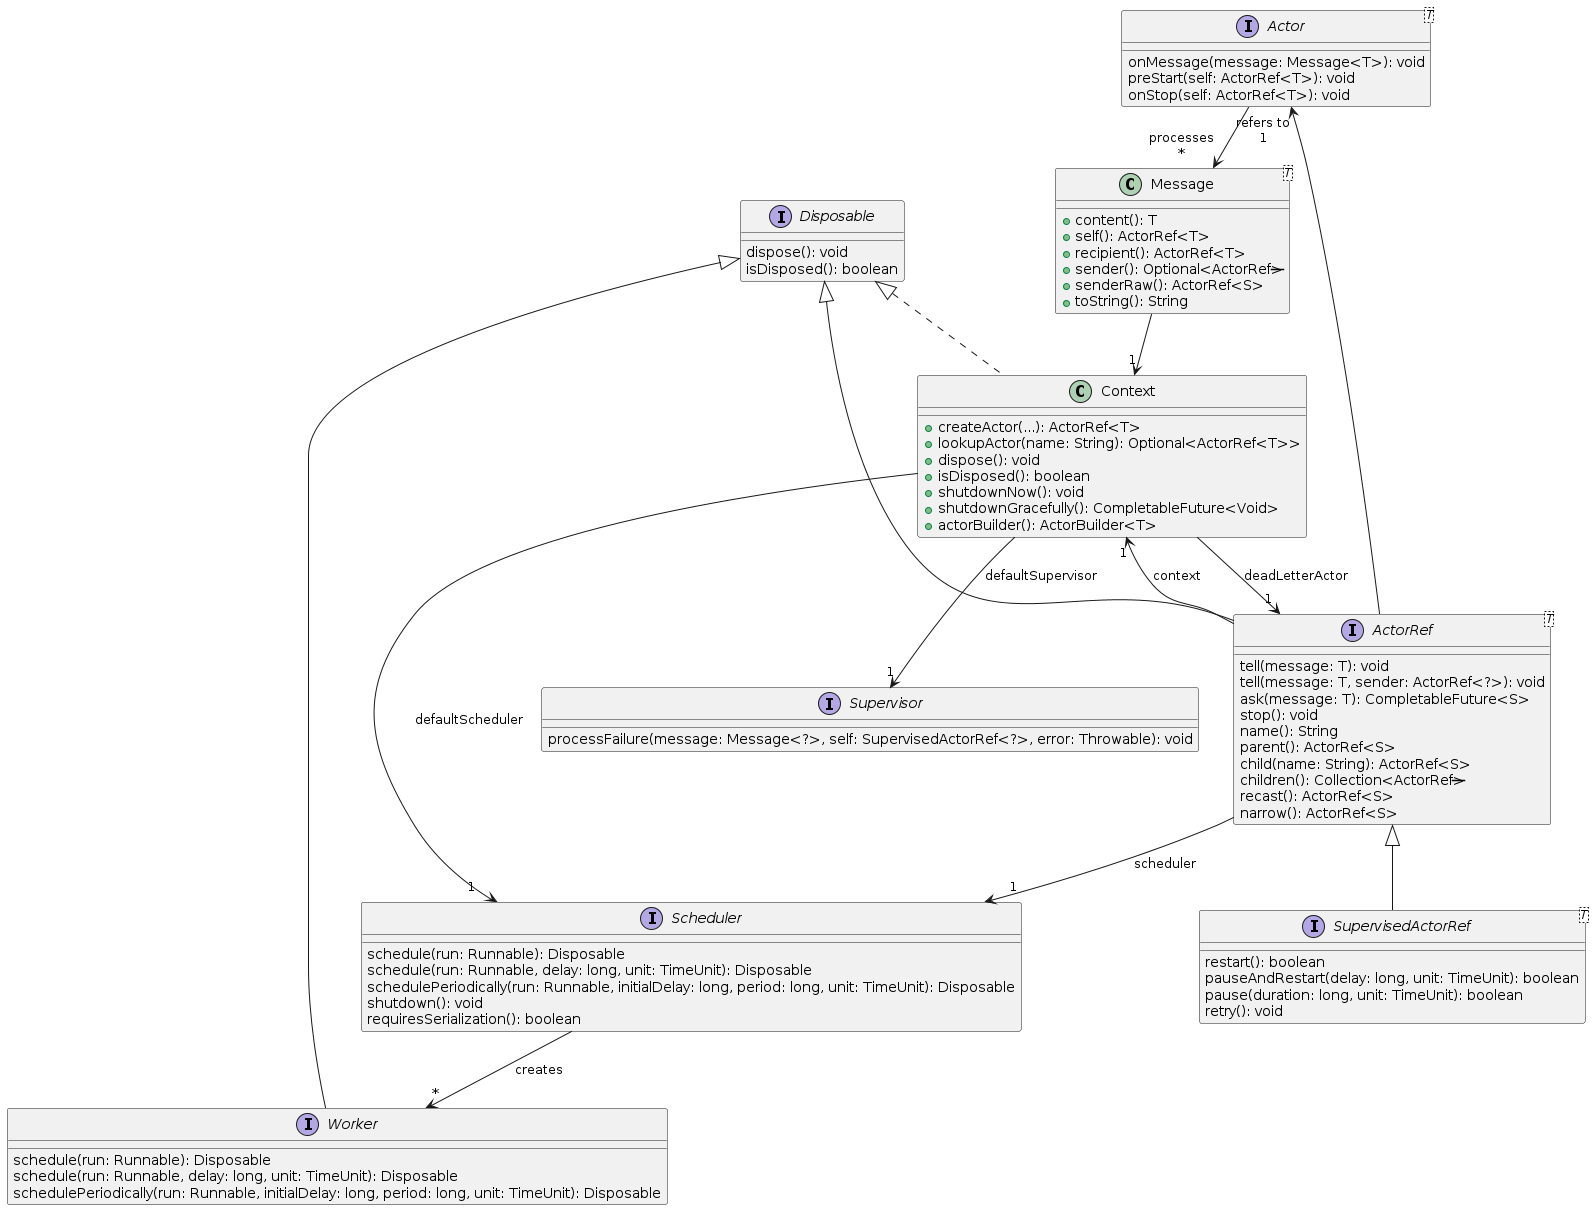 I Actor T
onMessage(message: Message<T>): void
preStart(self: ActorRef<T>): void
onStop(self: ActorRef<T>): void
refers to
1
processes
*
C Message T
content(): T
self(): ActorRef<T>
recipient(): ActorRef<T>
sender(): Optional<ActorRef>
senderRaw(): ActorRef<S>
toString(): String
I Disposable
dispose(): void
isDisposed(): boolean
1
C Context
createActor(...): ActorRef<T>
lookupActor(name: String): Optional<ActorRef<T>>
dispose(): void
isDisposed(): boolean
shutdownNow(): void
shutdownGracefully(): CompletableFuture<Void>
actorBuilder(): ActorBuilder<T>
1
defaultSupervisor
context
deadLetterActor
1
I ActorRef T
tell(message: T): void
tell(message: T, sender: ActorRef<?>): void
ask(message: T): CompletableFuture<S>
stop(): void
name(): String
parent(): ActorRef<S>
child(name: String): ActorRef<S>
children(): Collection<ActorRef>
recast(): ActorRef<S>
narrow(): ActorRef<S>
1
I Supervisor
processFailure(message: Message<?>, self: SupervisedActorRef<?>, error: Throwable): void
defaultScheduler
scheduler
1
1
I Scheduler
schedule(run: Runnable): Disposable
schedule(run: Runnable, delay: long, unit: TimeUnit): Disposable
schedulePeriodically(run: Runnable, initialDelay: long, period: long, unit: TimeUnit): Disposable
shutdown(): void
requiresSerialization(): boolean
I SupervisedActorRef T
restart(): boolean
pauseAndRestart(delay: long, unit: TimeUnit): boolean
pause(duration: long, unit: TimeUnit): boolean
retry(): void
creates
*
I Worker
schedule(run: Runnable): Disposable
schedule(run: Runnable, delay: long, unit: TimeUnit): Disposable
schedulePeriodically(run: Runnable, initialDelay: long, period: long, unit: TimeUnit): Disposable